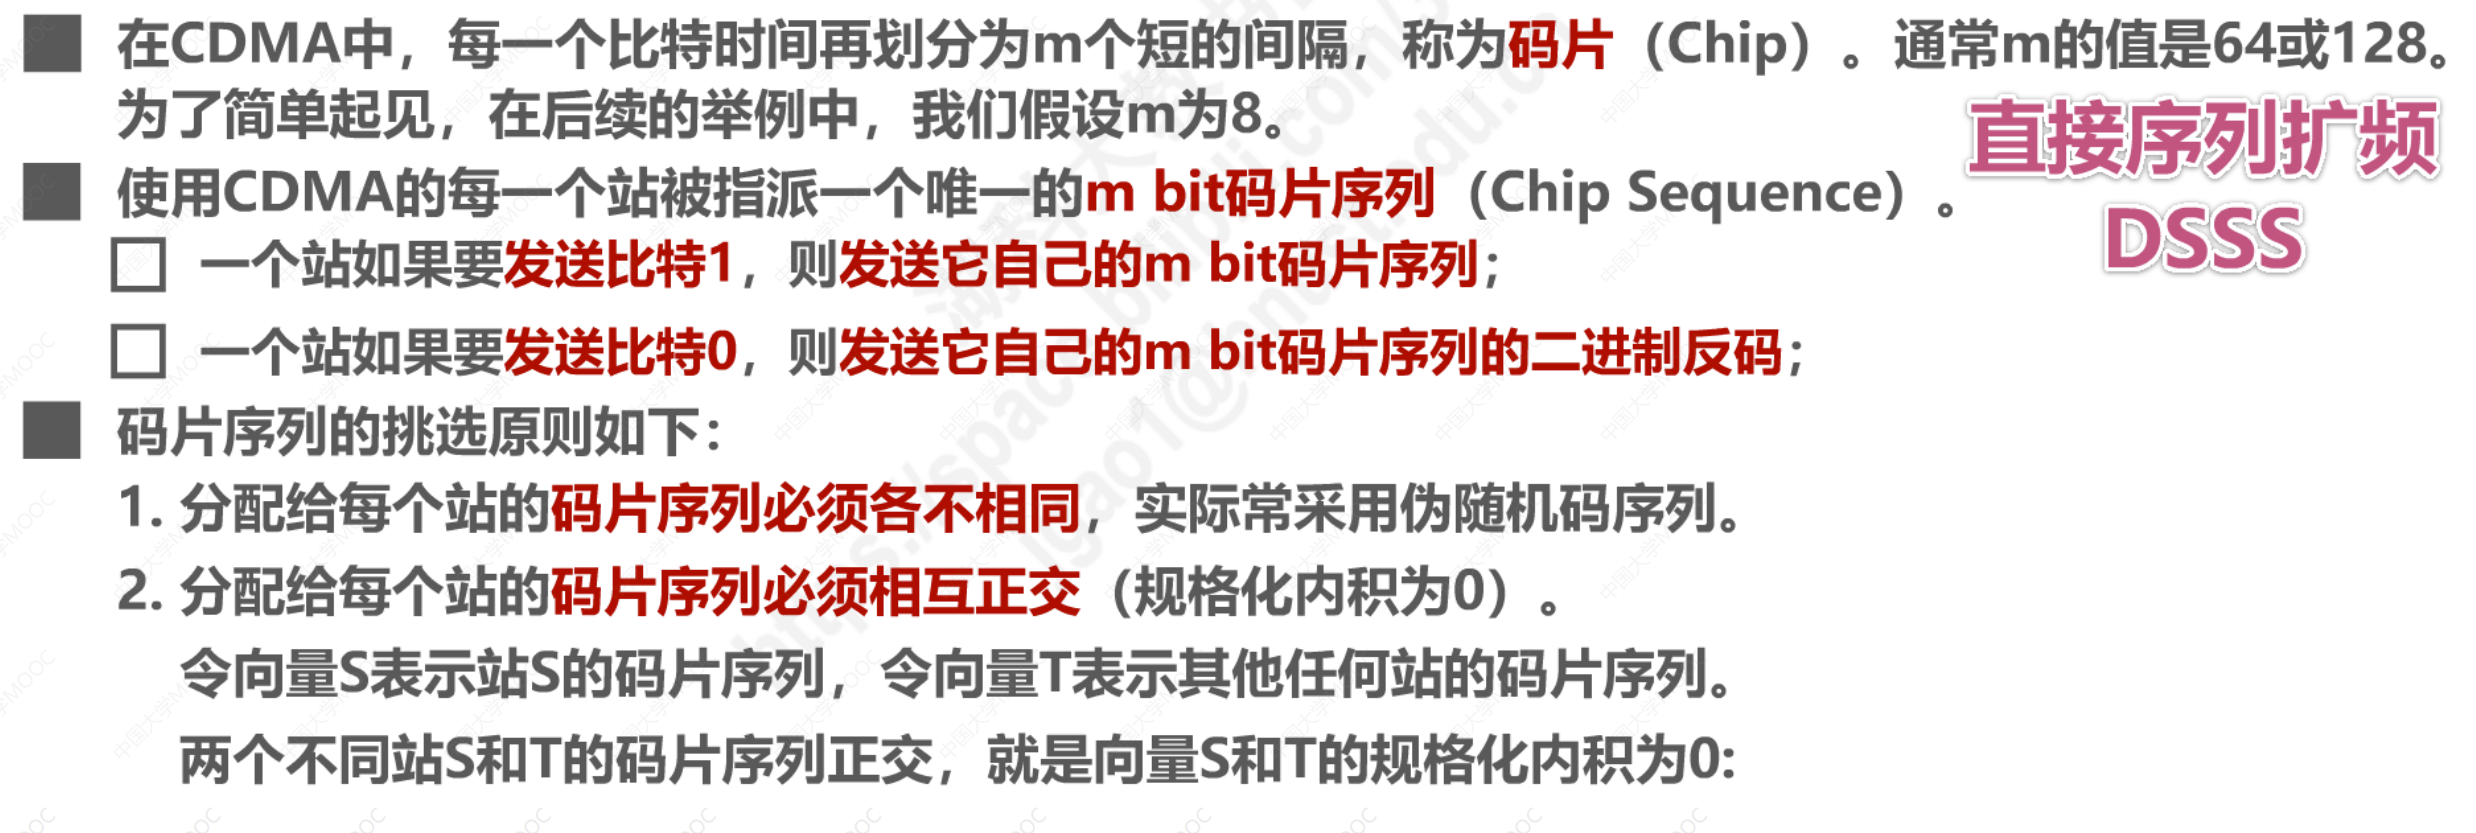 在CDMA中，每一个比特时间再划分为m个短的间隔，称为码片（Chip）。通常m的值是64或128。
为了简单起见，在后续的举例中，我们假设m为8。
直接序列扩频
DSSS
使用CDMA的每一个站被指派一个唯一的m bit码片序列（Chip Sequence）。
一个站如果要发送比特1，则发送它自己的m bit码片序列；
一个站如果要发送比特0，则发送它自己的m bit码片序列的二进制反码；
码片序列的挑选原则如下：
1. 分配给每个站的码片序列必须各不相同，实际常采用伪随机码序列。
2. 分配给每个站的码片序列必须相互正交（规格化内积为0）。
令向量S表示站S的码片序列，令向量T表示其他任何站的码片序列。
两个不同站S和T的码片序列正交，就是向量S和T的规格化内积为0:
中国大学MOOC